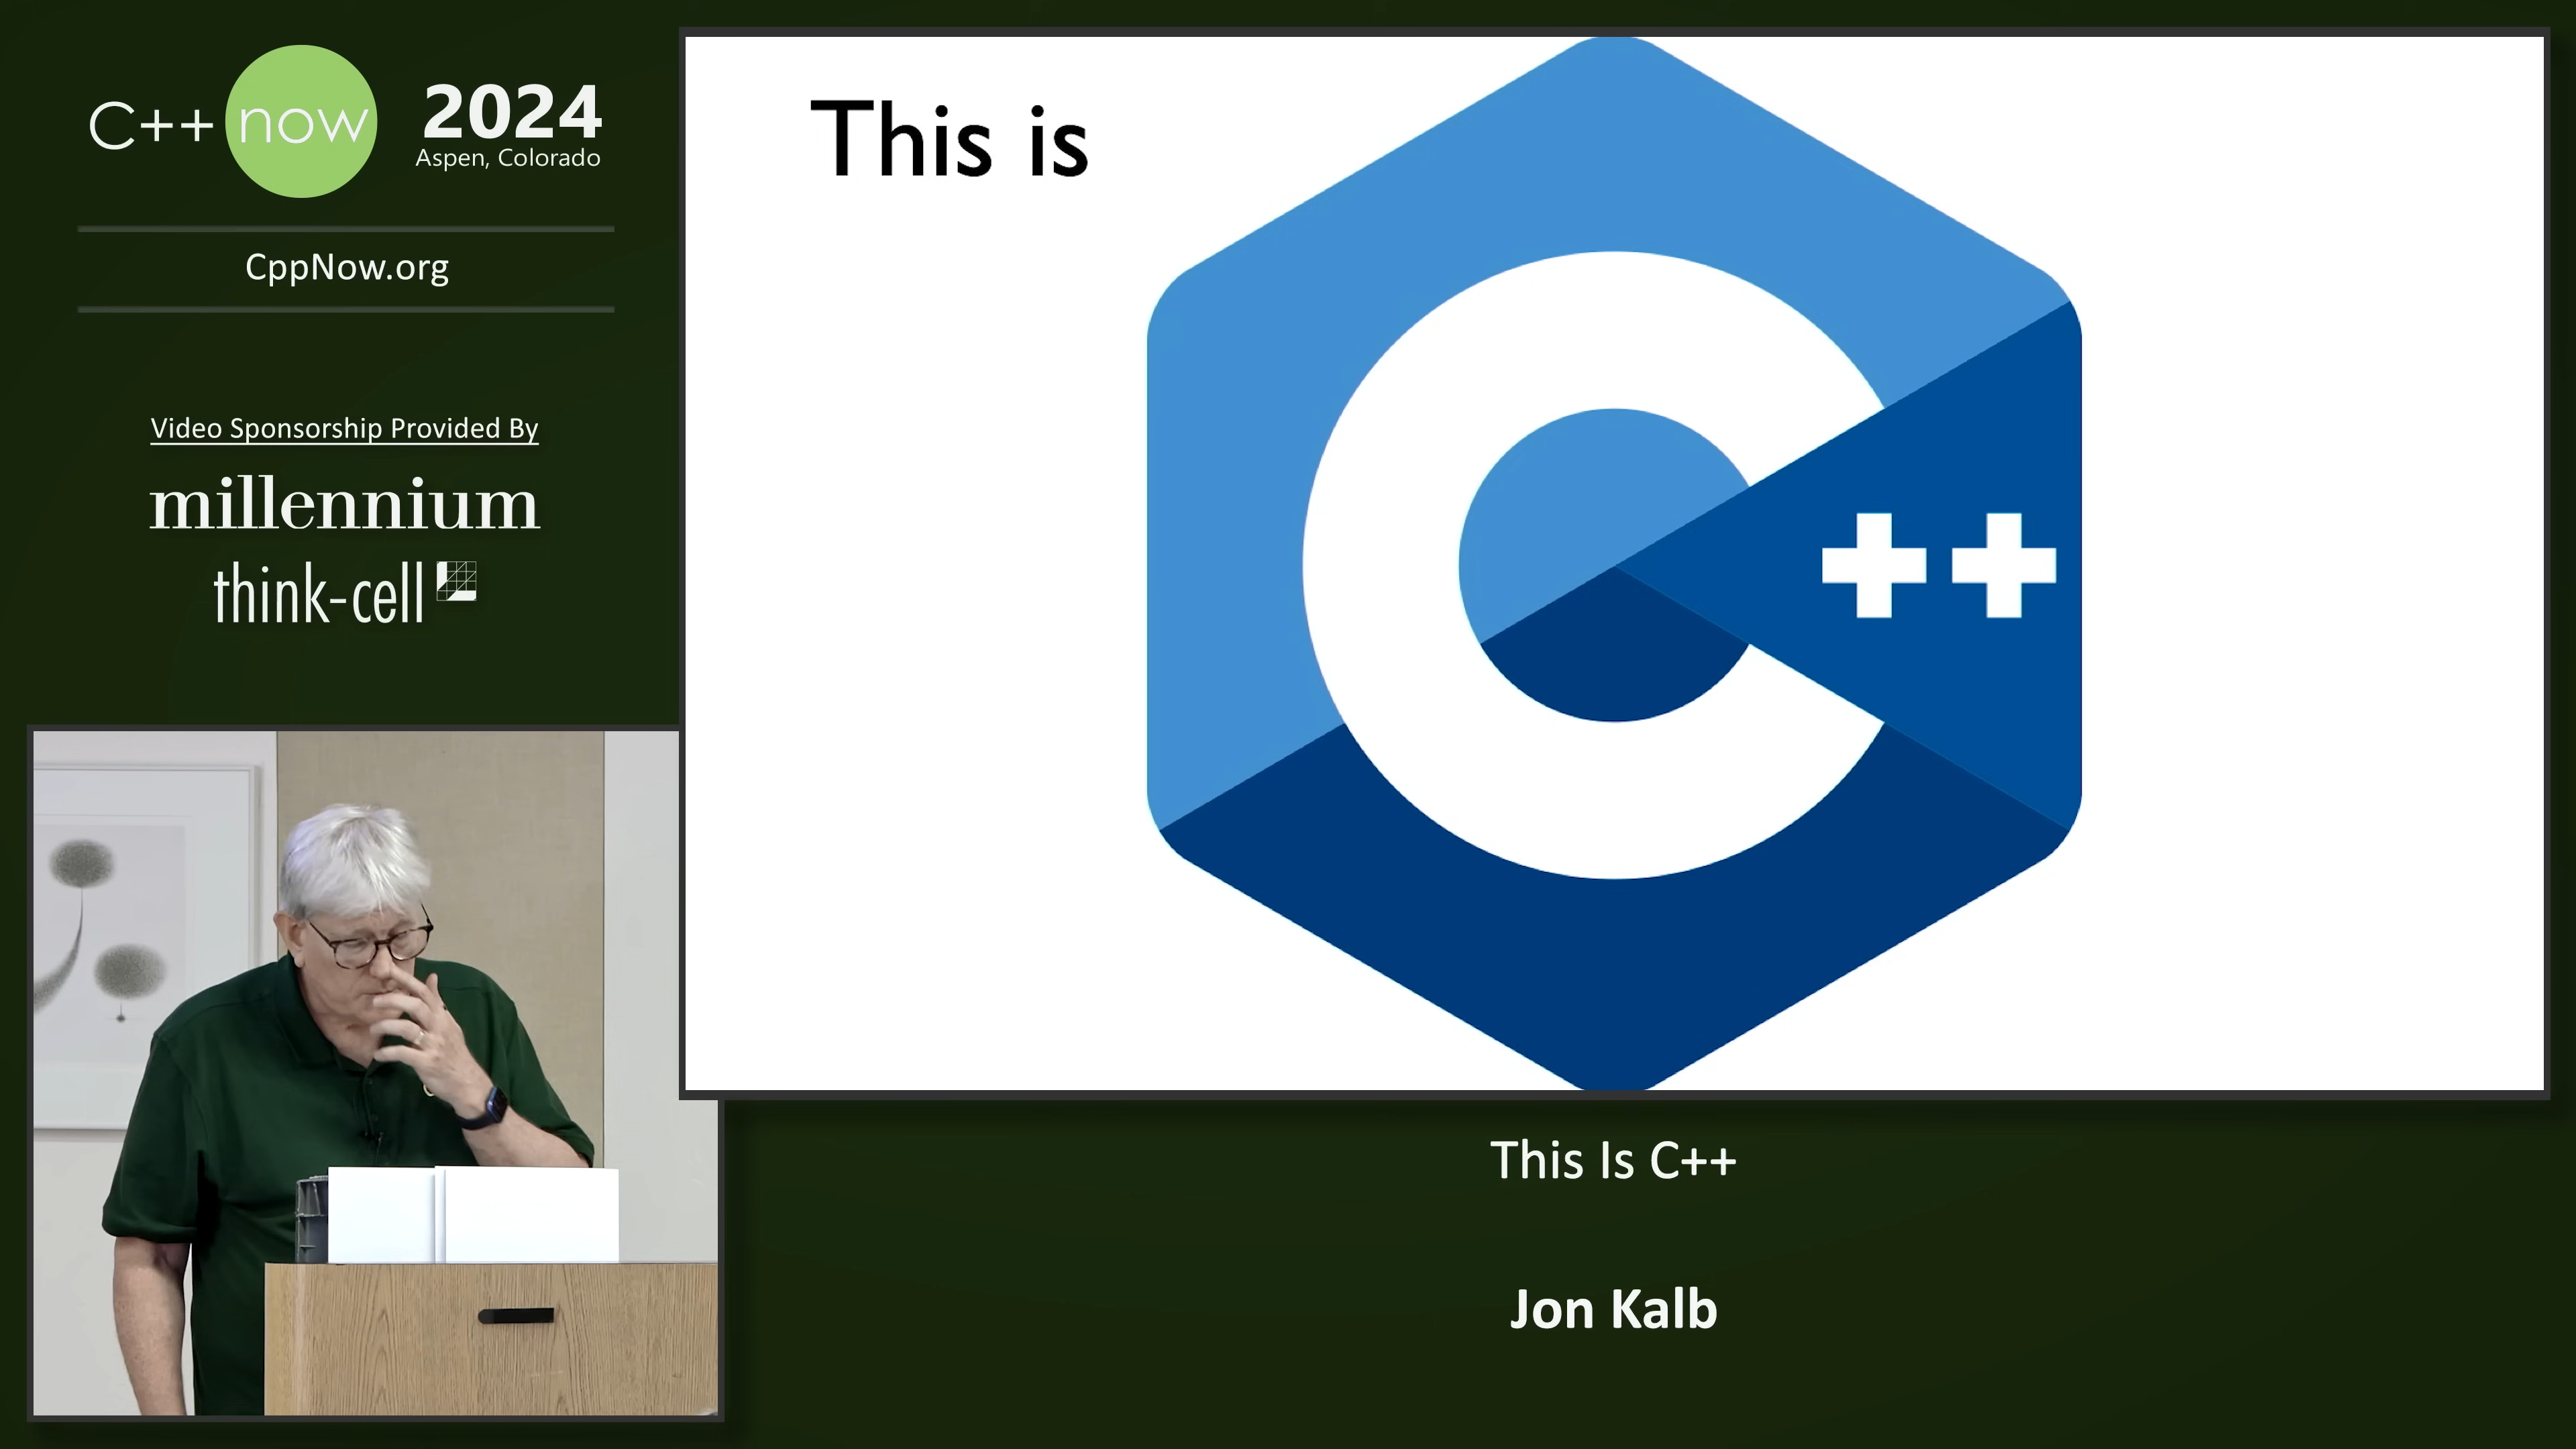 C++ now
2024
Aspen, Colorado
CppNow.org
Video Sponsorship Provided By
millennium
think-cell
This is
C++
This Is C++
Jon Kalb